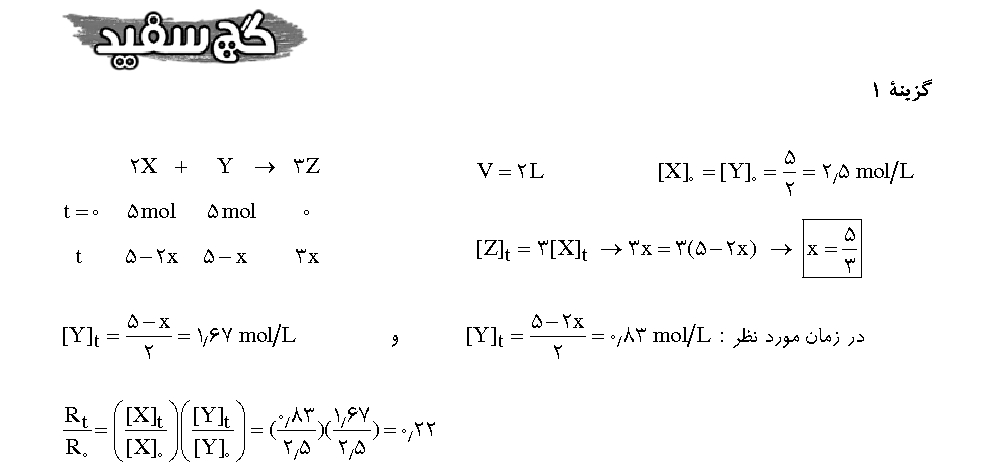 گچ سفید
گزینهٔ ۱
۲X + Y → ۳Z
V = ۲L
[X]۰ = [Y]۰ = ۵/۲ = ۲/۵ mol/L
t = ۰ ۵mol ۵mol ۰
t ۵−۲x ۵−x ۳x
[Z]t = ۳[X]t → ۳x = ۳(۵−۲x) → x = ۵/۳
در زمان مورد نظر : [Y]t = (۵−۲x)/۲ = ۰/۸۳ mol/L و [Y]t = (۵−x)/۲ = ۱/۶۷ mol/L
Rt/R۰ = ([X]t/[X]۰)([Y]t/[Y]۰) = (۰/۸۳/۲/۵)(۱/۶۷/۲/۵) = ۰/۲۲